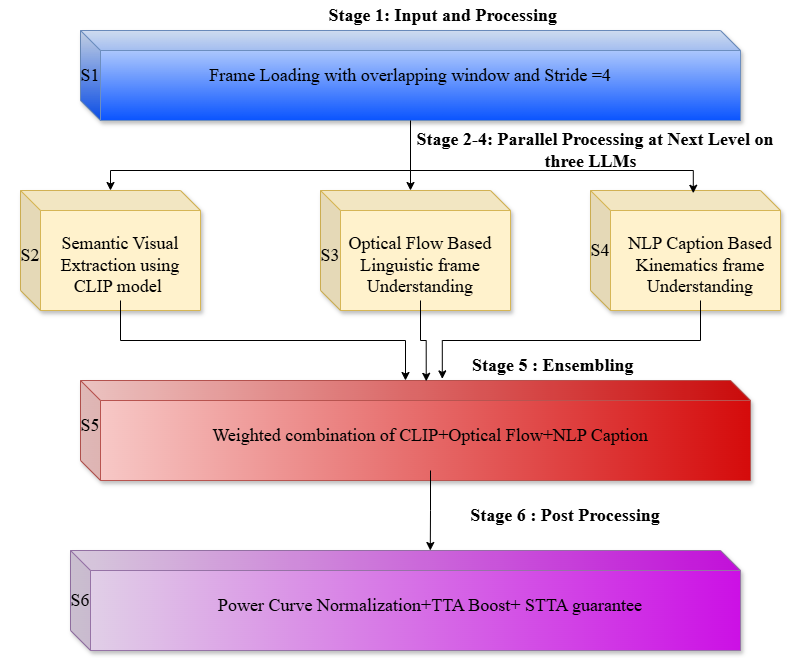 Stage 1: Input and Processing
S1
Frame Loading with overlapping window and Stride =4
Stage 2-4: Parallel Processing at Next Level on
three LLMs
S2
Semantic Visual
Extraction using
CLIP model
S3
Optical Flow Based
Linguistic frame
Understanding
S4
NLP Caption Based
Kinematics frame
Understanding
Stage 5 : Ensembling
S5
Weighted combination of CLIP+Optical Flow+NLP Caption
Stage 6 : Post Processing
S6
Power Curve Normalization+TTA Boost+ STTA guarantee